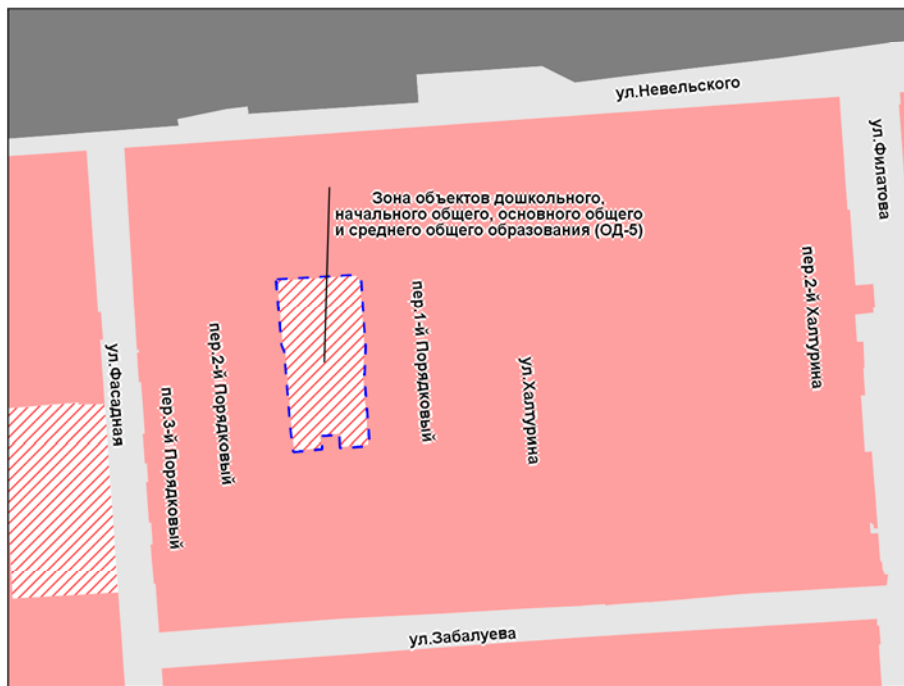 ул.Невельского
ул.Филатова
Зона объектов дошкольного,
начального общего, основного общего
и среднего общего образования (ОД-5)
пер.2-й Халтурина
пер.1-й Порядковый
пер.2-й Порядковый
ул.Фасадная
ул.Халтурина
пер.3-й Порядковый
ул.Забалуева